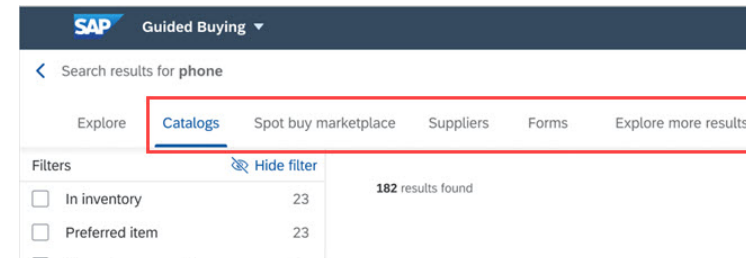 SAP Guided Buying
Search results for phone
Explore Catalogs Spot buy marketplace Suppliers Forms Explore more results
Filters Hide filter
182 results found
In inventory 23
Preferred item 23